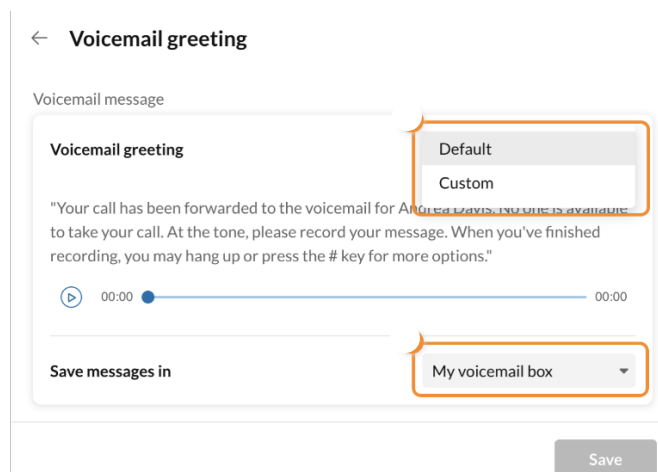 Voicemail greeting
Voicemail message
Voicemail greeting
Default
Custom
"Your call has been forwarded to the voicemail for Andrea Davis. No one is available
to take your call. At the tone, please record your message. When you've finished
recording, you may hang up or press the # key for more options."
00:00
00:00
Save messages in
My voicemail box
Save